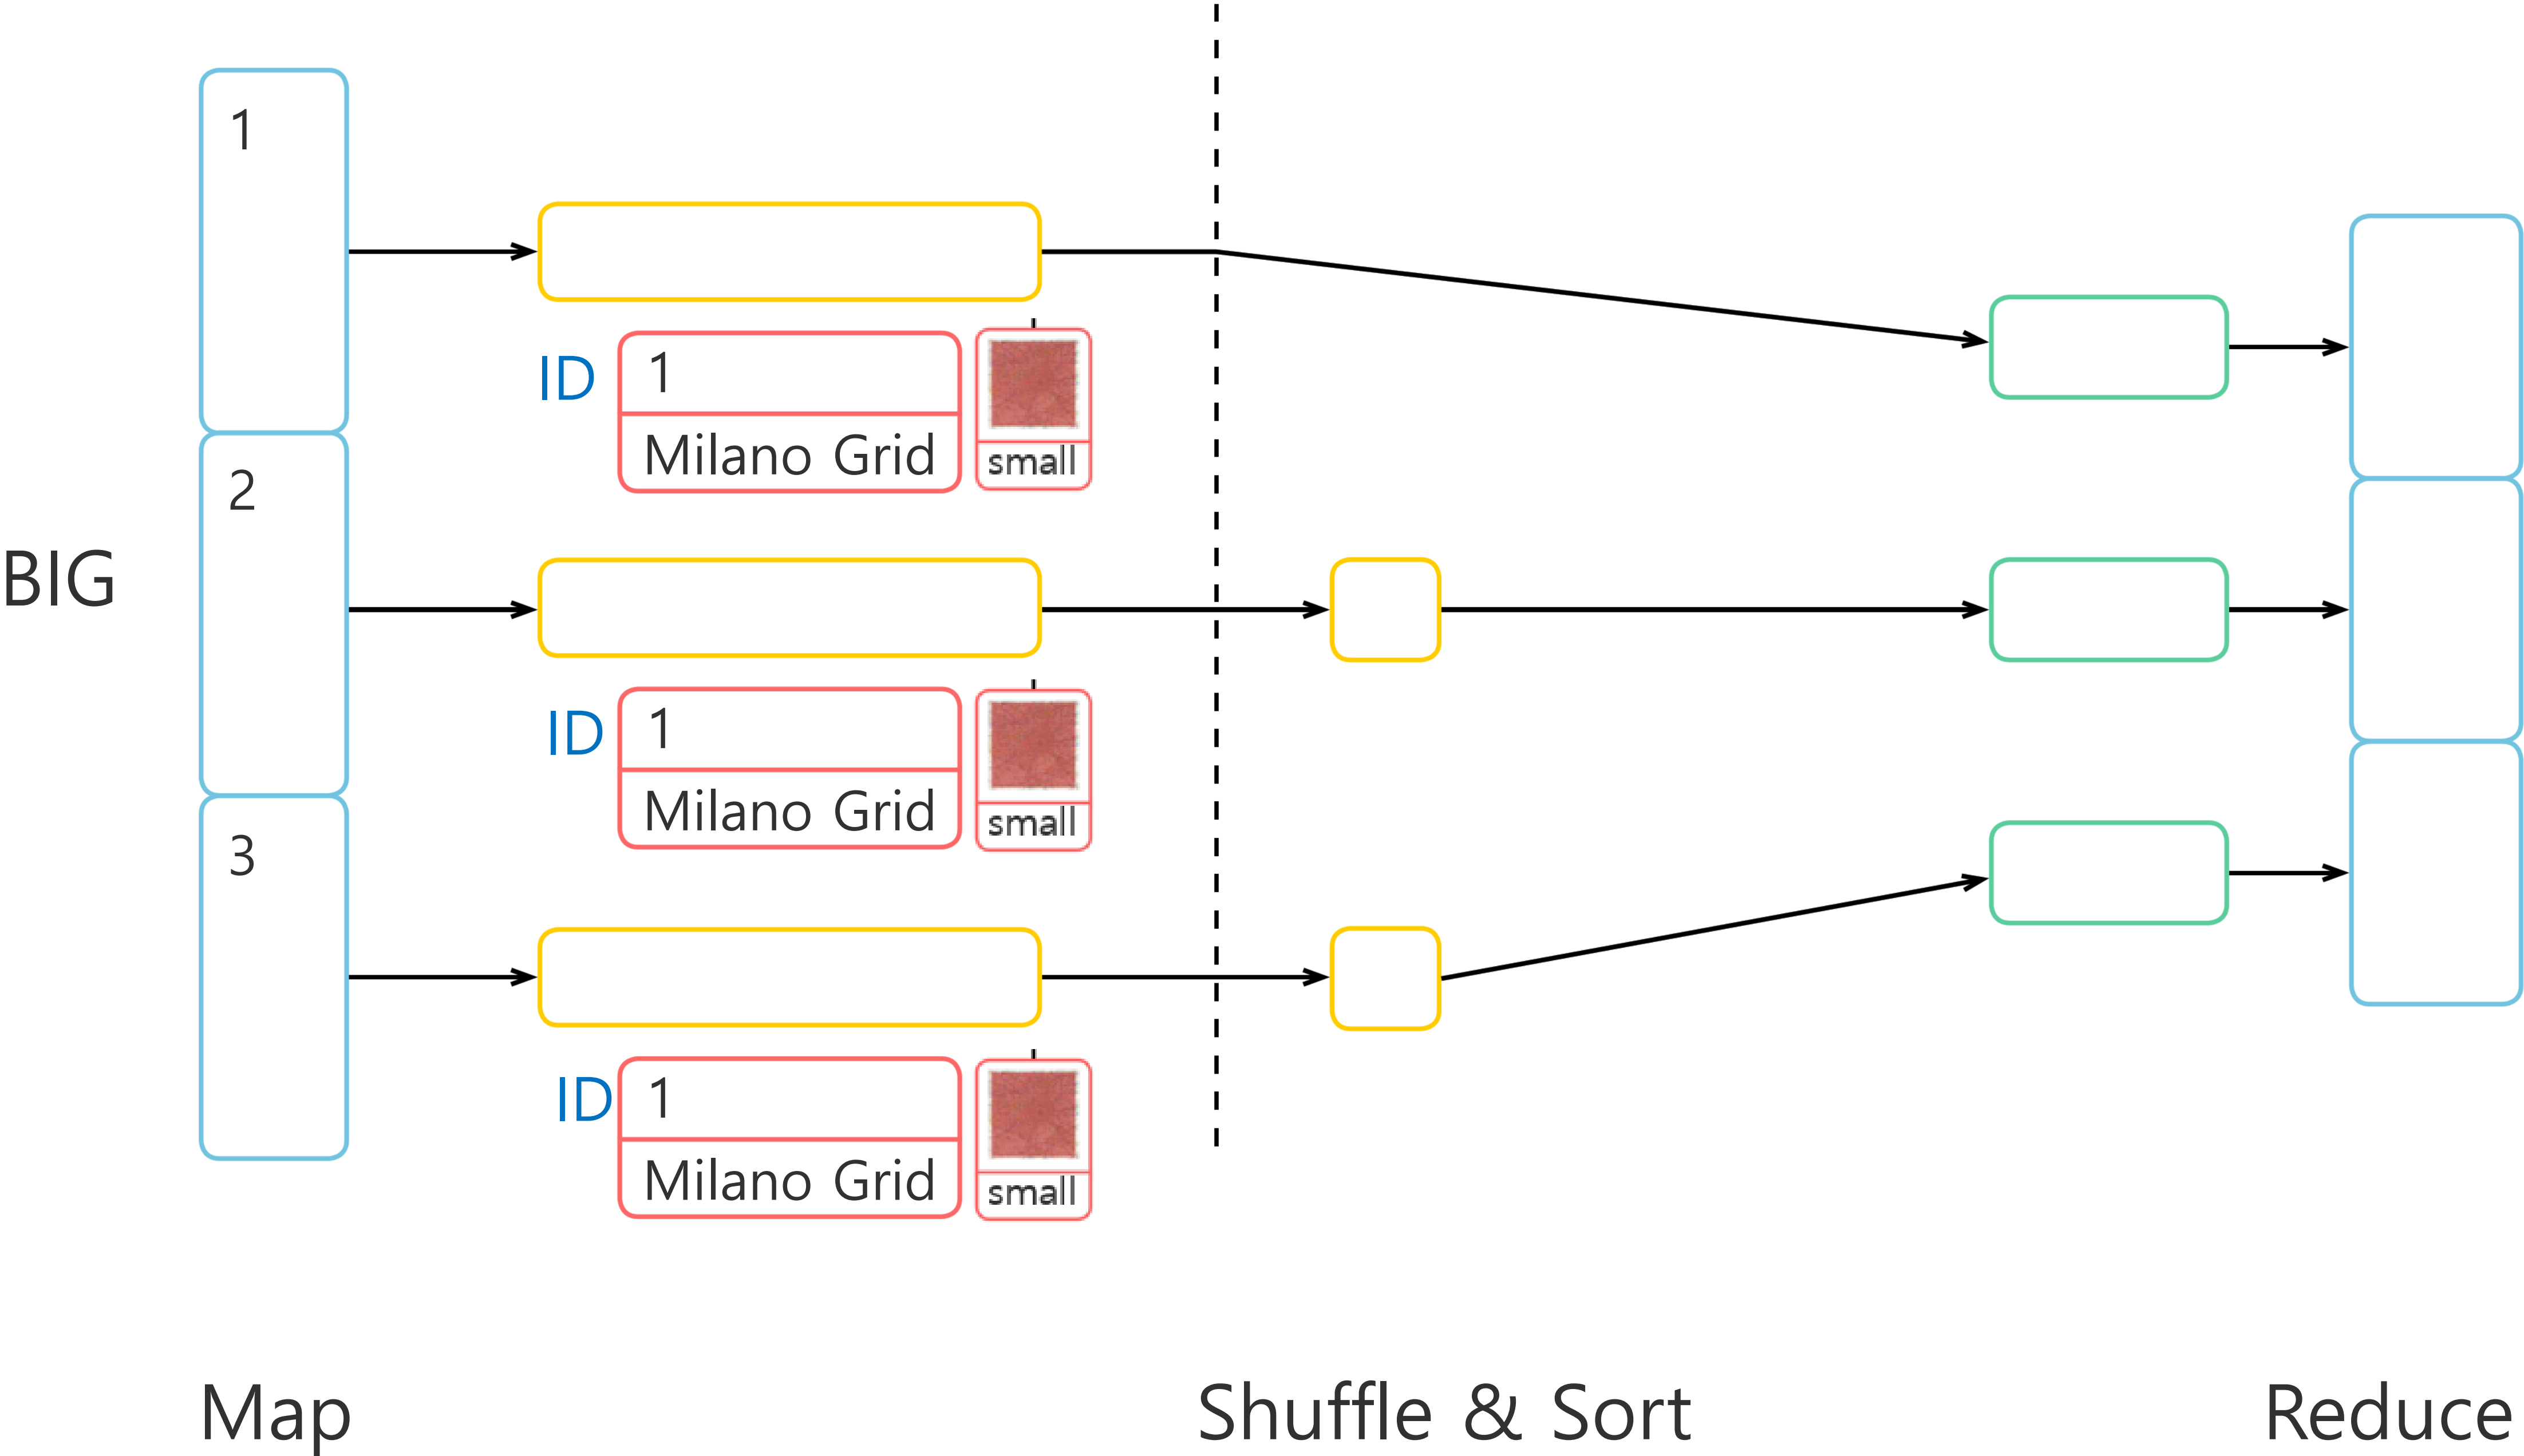 1
ID
1
Milano Grid
small
2
BIG
ID
1
Milano Grid
small
3
ID
1
Milano Grid
small
Map
Shuffle & Sort
Reduce